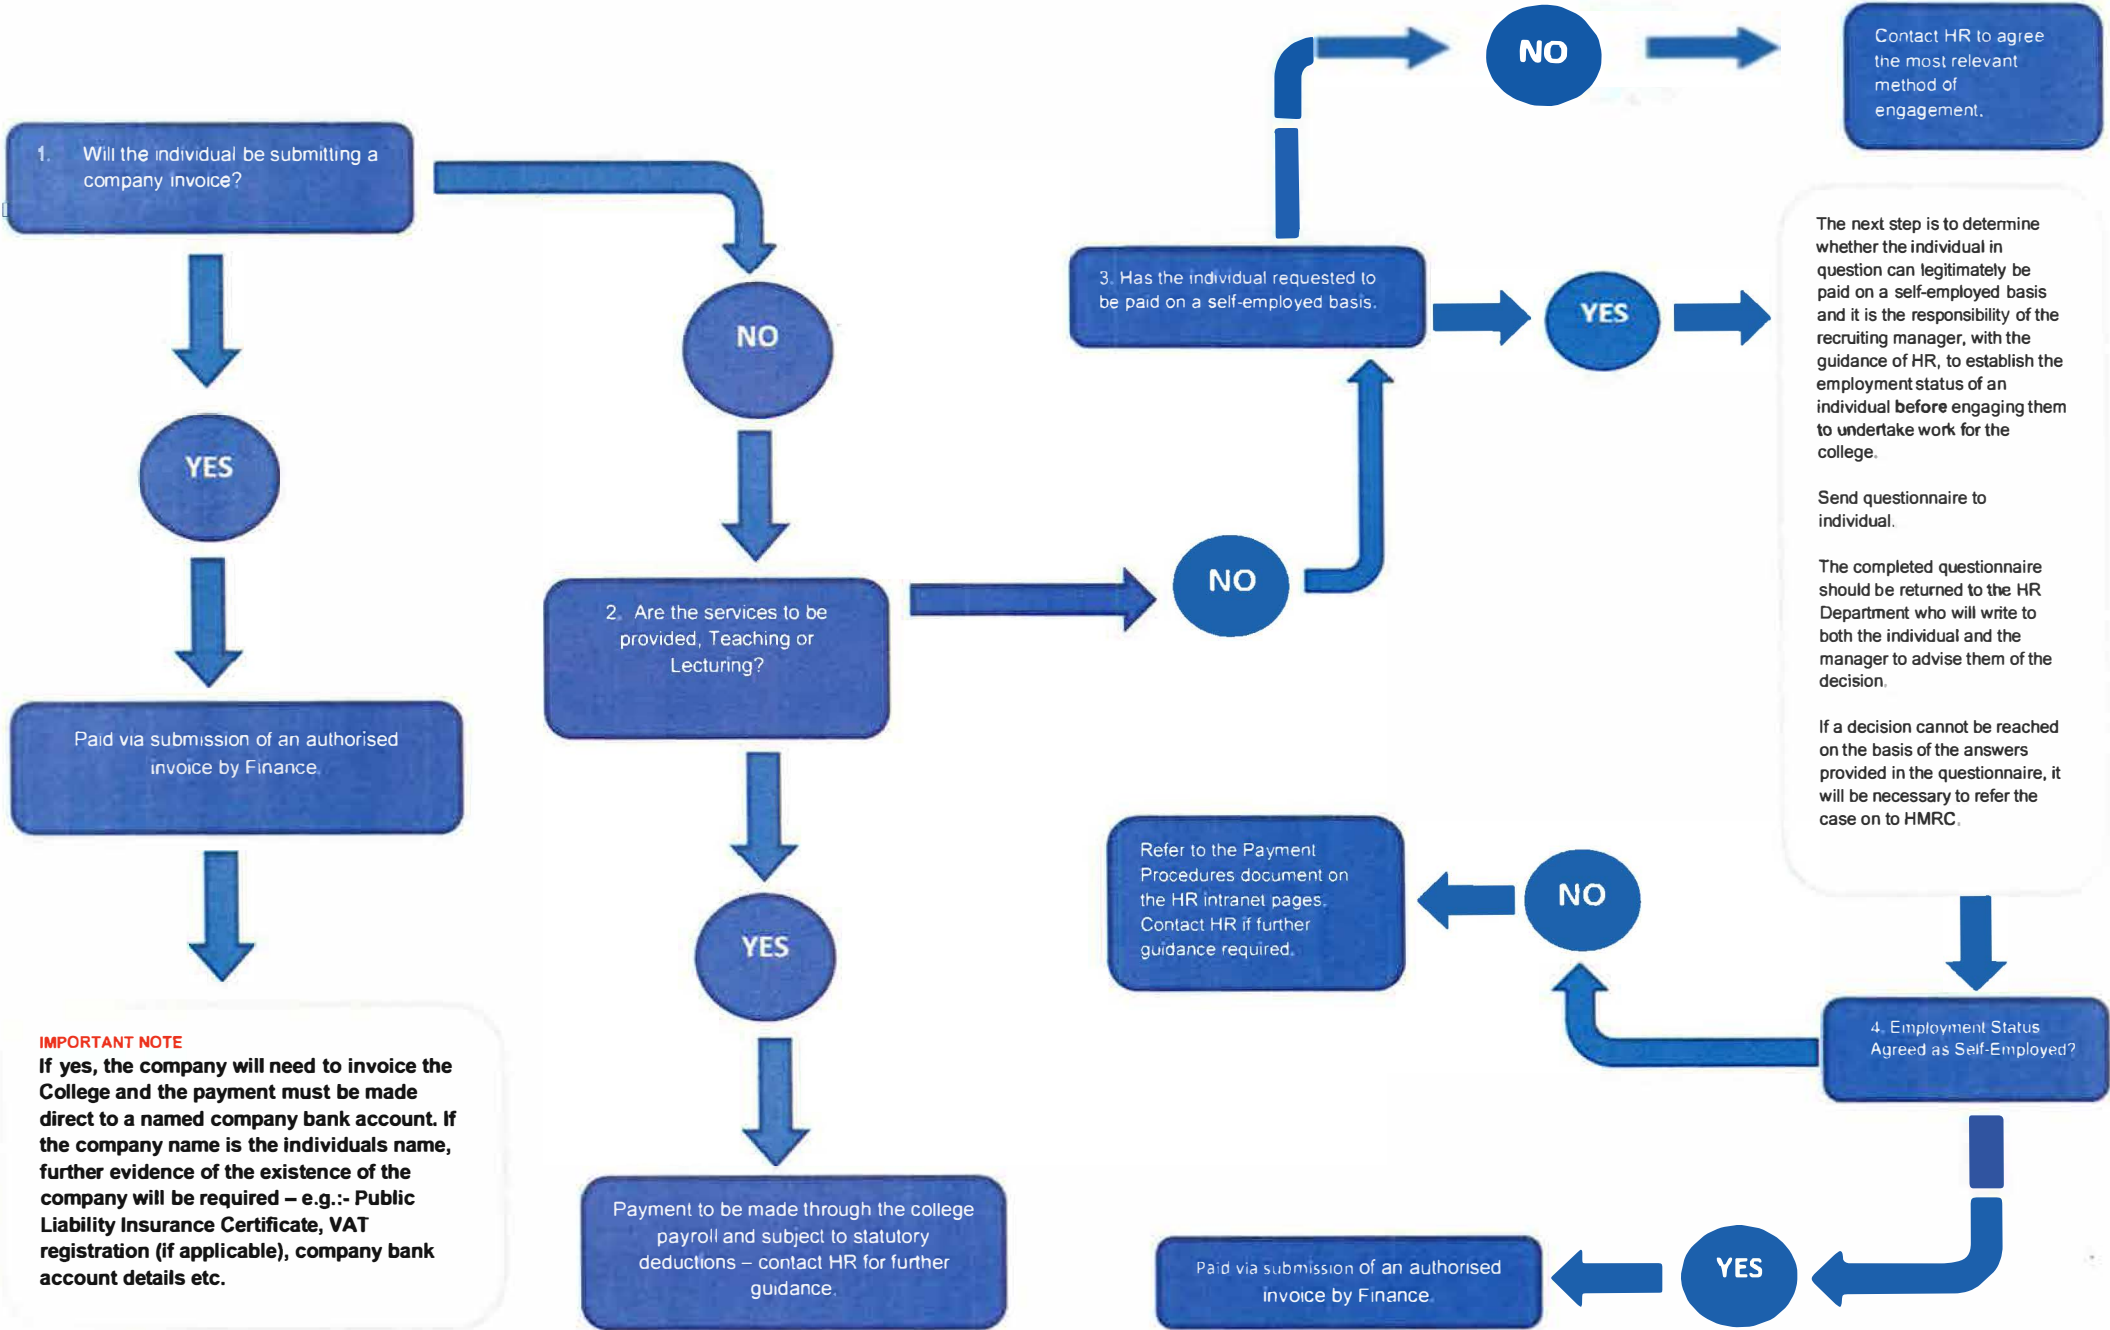 1. Will the individual be submitting a
company invoice?
YES
Paid via submission of an authorised
invoice by Finance.
IMPORTANT NOTE
If yes, the company will need to invoice the
College and the payment must be made
direct to a named company bank account. If
the company name is the individuals name,
further evidence of the existence of the
company will be required – e.g.:- Public
Liability Insurance Certificate, VAT
registration (if applicable), company bank
account details etc.
NO
2. Are the services to be
provided, Teaching or
Lecturing?
YES
Payment to be made through the college
payroll and subject to statutory
deductions – contact HR for further
guidance.
NO
3. Has the individual requested to
be paid on a self-employed basis.
NO
Contact HR to agree
the most relevant
method of
engagement.
YES
The next step is to determine
whether the individual in
question can legitimately be
paid on a self-employed basis
and it is the responsibility of the
recruiting manager, with the
guidance of HR, to establish the
employment status of an
individual before engaging them
to undertake work for the
college.
Send questionnaire to
individual.
The completed questionnaire
should be returned to the HR
Department who will write to
both the individual and the
manager to advise them of the
decision.
If a decision cannot be reached
on the basis of the answers
provided in the questionnaire, it
will be necessary to refer the
case on to HMRC.
4. Employment Status
Agreed as Self-Employed?
NO
Refer to the Payment
Procedures document on
the HR intranet pages.
Contact HR if further
guidance required.
YES
Paid via submission of an authorised
invoice by Finance.